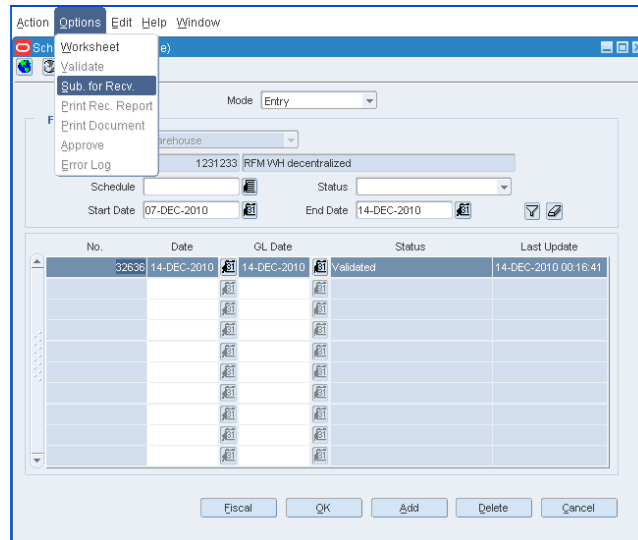 Action Options Edit Help Window
Sch e)
Worksheet
Validate
Sub. for Recv.
Print Rec. Report
Print Document
Approve
Error Log
Mode Entry
F
arehouse
1231233 RFM WH decentralized
Schedule Status
Start Date 07-DEC-2010 End Date 14-DEC-2010
No. Date GL Date Status Last Update
32636 14-DEC-2010 14-DEC-2010 Validated 14-DEC-2010 00:16:41
Fiscal OK Add Delete Cancel